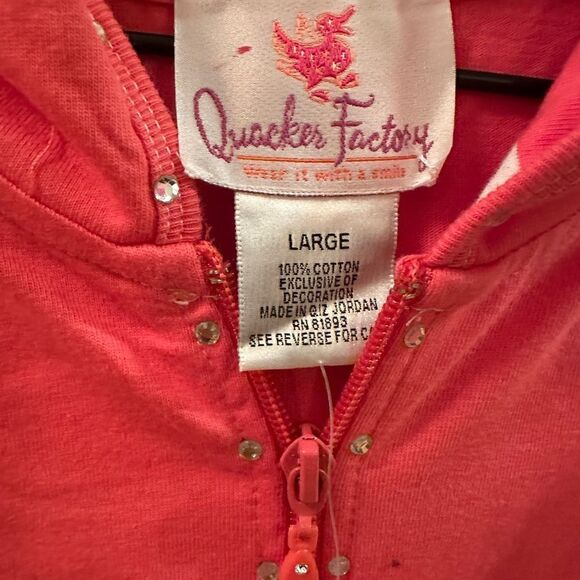 Quacker Factory
wear it with a smile
LARGE
100% COTTON
EXCLUSIVE OF
DECORATION
MADE IN Q.I.Z JORDAN
RN 81893
SEE REVERSE FOR CA